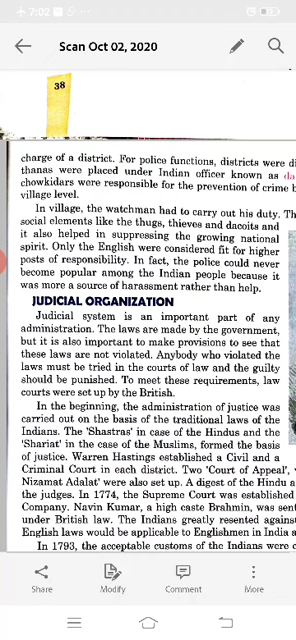 7:02
Scan Oct 02, 2020
38
charge of a district. For police functions, districts were
thanas were placed under Indian officer known as
chowkidars were responsible for the prevention of crime
village level.
In village, the watchman had to carry out his duty.
social elements like the thugs, thieves and dacoits and
it also helped in suppressing the growing national
spirit. Only the English were considered fit for higher
posts of responsibility. In fact, the police could never
become popular among the Indian people because it
was more a source of harassment rather than help.
JUDICIAL ORGANIZATION
Judicial system is an important part of any
administration. The laws are made by the government,
but it is also important to make provisions to see that
these laws are not violated. Anybody who violated the
laws must be tried in the courts of law and the guilty
should be punished. To meet these requirements, law
courts were set up by the British.
In the beginning, the administration of justice was
carried out on the basis of the traditional laws of the
Indians. The 'Shastras' in case of the Hindus and the
'Shariat' in the case of the Muslims, formed the basis
of justice. Warren Hastings established a Civil and a
Criminal Court in each district. Two 'Court of Appeal',
Nizamat Adalat' were also set up. A digest of the Hindu
the judges. In 1774, the Supreme Court was established
Company. Navin Kumar, a high caste Brahmin, was
under British law. The Indians greatly resented
English laws would be applicable to Englishmen in India
In 1793, the acceptable customs of the Indians were
Share Modify Comment More